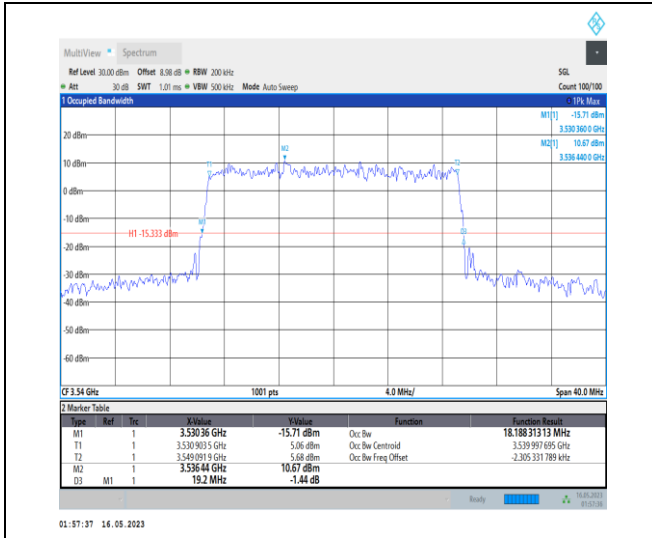 MultiView Spectrum
Ref Level 30.00 dBm Offset 8.98 dB RBW 200 kHz SGL
Att 30 dB SWT 1.01 ms VBW 500 kHz Mode Auto Sweep Count 100/100
1 Occupied Bandwidth 1Pk Max
M1[1] -15.71 dBm
3.530 360 0 GHz
M2[1] 10.67 dBm
3.536 440 0 GHz
20 dBm
M2
10 dBm
T1
T2
0 dBm
-10 dBm
M1
H1 -15.333 dBm
D3
-20 dBm
-30 dBm
-40 dBm
-50 dBm
-60 dBm
CF 3.54 GHz 1001 pts 4.0 MHz/ Span 40.0 MHz
2 Marker Table
Type Ref Trc X-Value Y-Value Function Function Result
M1 1 3.53036 GHz -15.71 dBm Occ Bw 18.188 313 13 MHz
T1 1 3.530 903 5 GHz 5.06 dBm Occ Bw Centroid 3.539 997 695 GHz
T2 1 3.549 091 9 GHz 5.68 dBm Occ Bw Freq Offset -2.305 331 789 kHz
M2 1 3.53644 GHz 10.67 dBm
D3 M1 1 19.2 MHz -1.44 dB
Ready 16.05.2023
01:57:36
01:57:37 16.05.2023